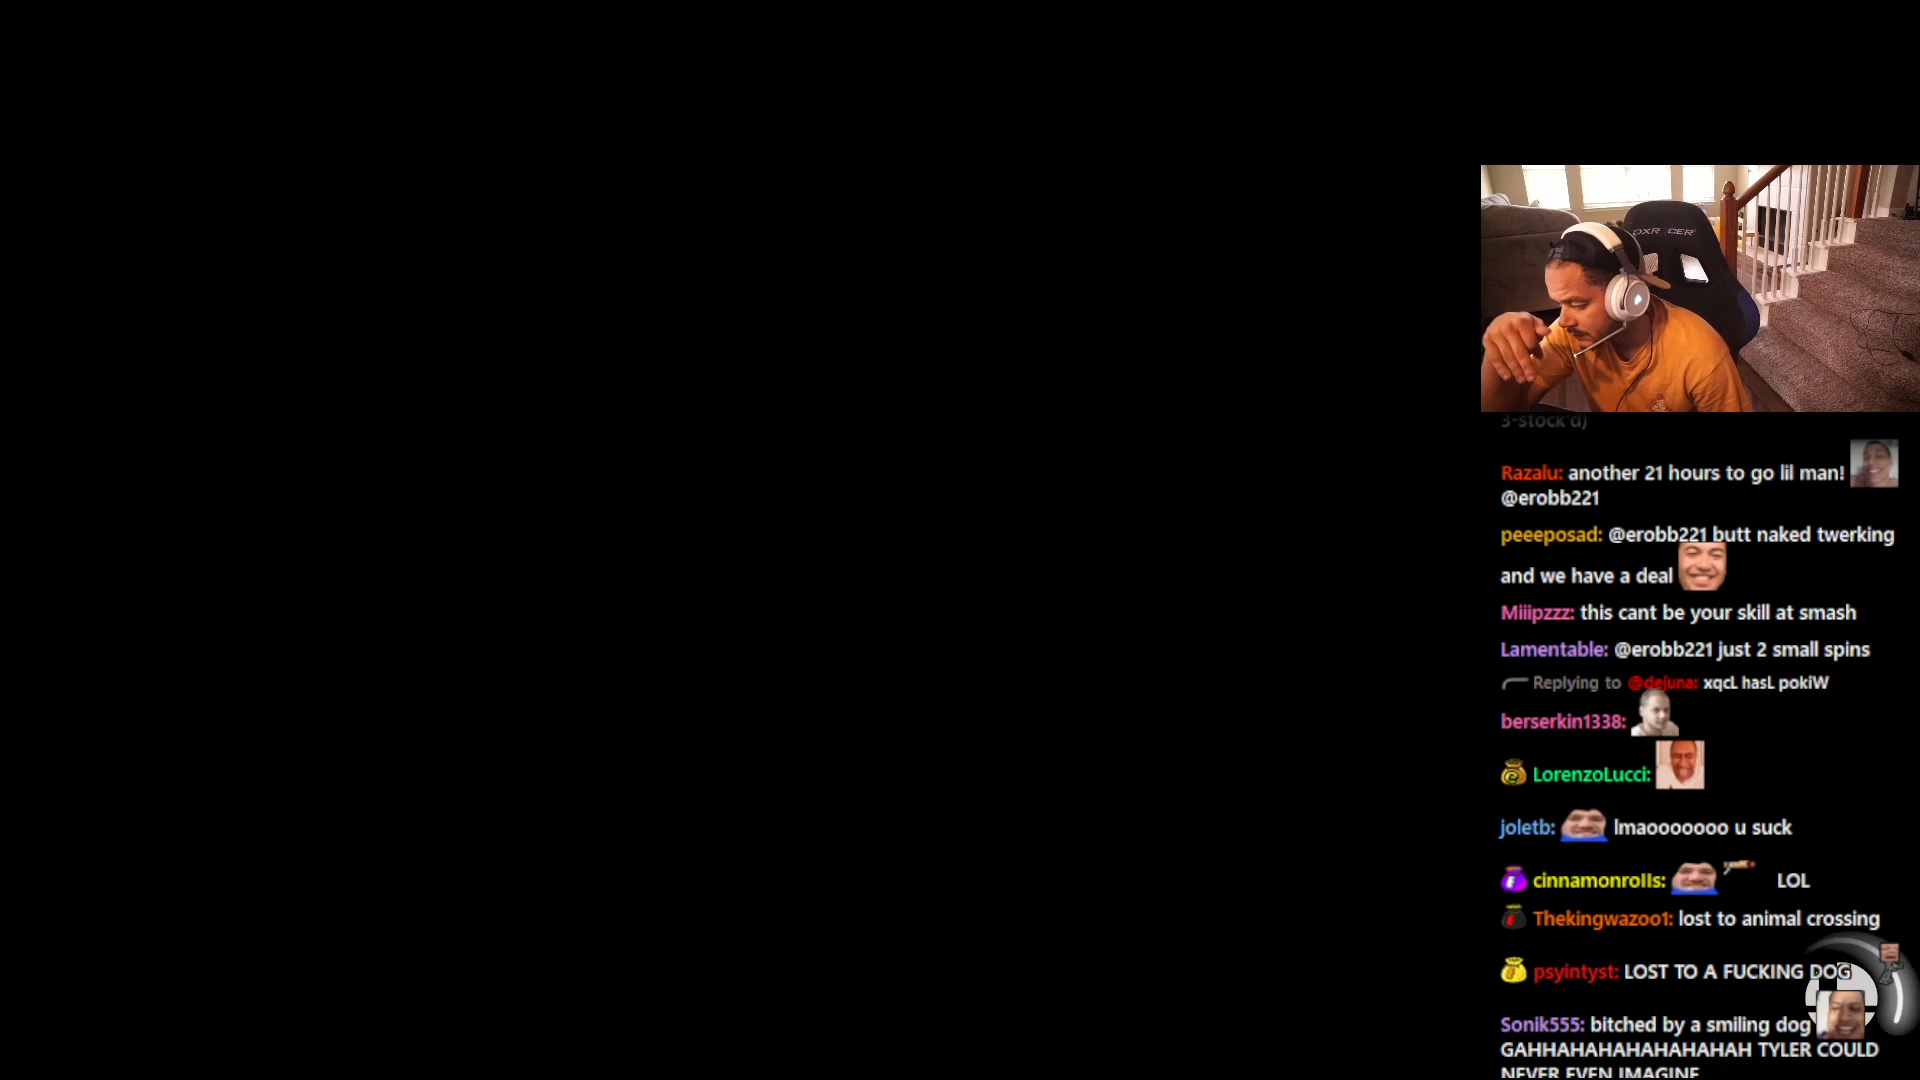 DXRACER
3-stock'd)
Razalu: another 21 hours to go lil man!
@erobb221
peeeposad: @erobb221 butt naked twerking
and we have a deal
Miiipzzz: this cant be your skill at smash
Lamentable: @erobb221 just 2 small spins
Replying to @dejuna: xqcL hasL pokiW
berserkin1338:
LorenzoLucci:
joletb: lmaooooooo u suck
cinnamonrolls: LOL
Thekingwazoo1: lost to animal crossing
psyintyst: LOST TO A FUCKING DOG
Sonik555: bitched by a smiling dog
GAHHAHAHAHAHAHAHAH TYLER COULD
NEVER EVEN IMAGINE